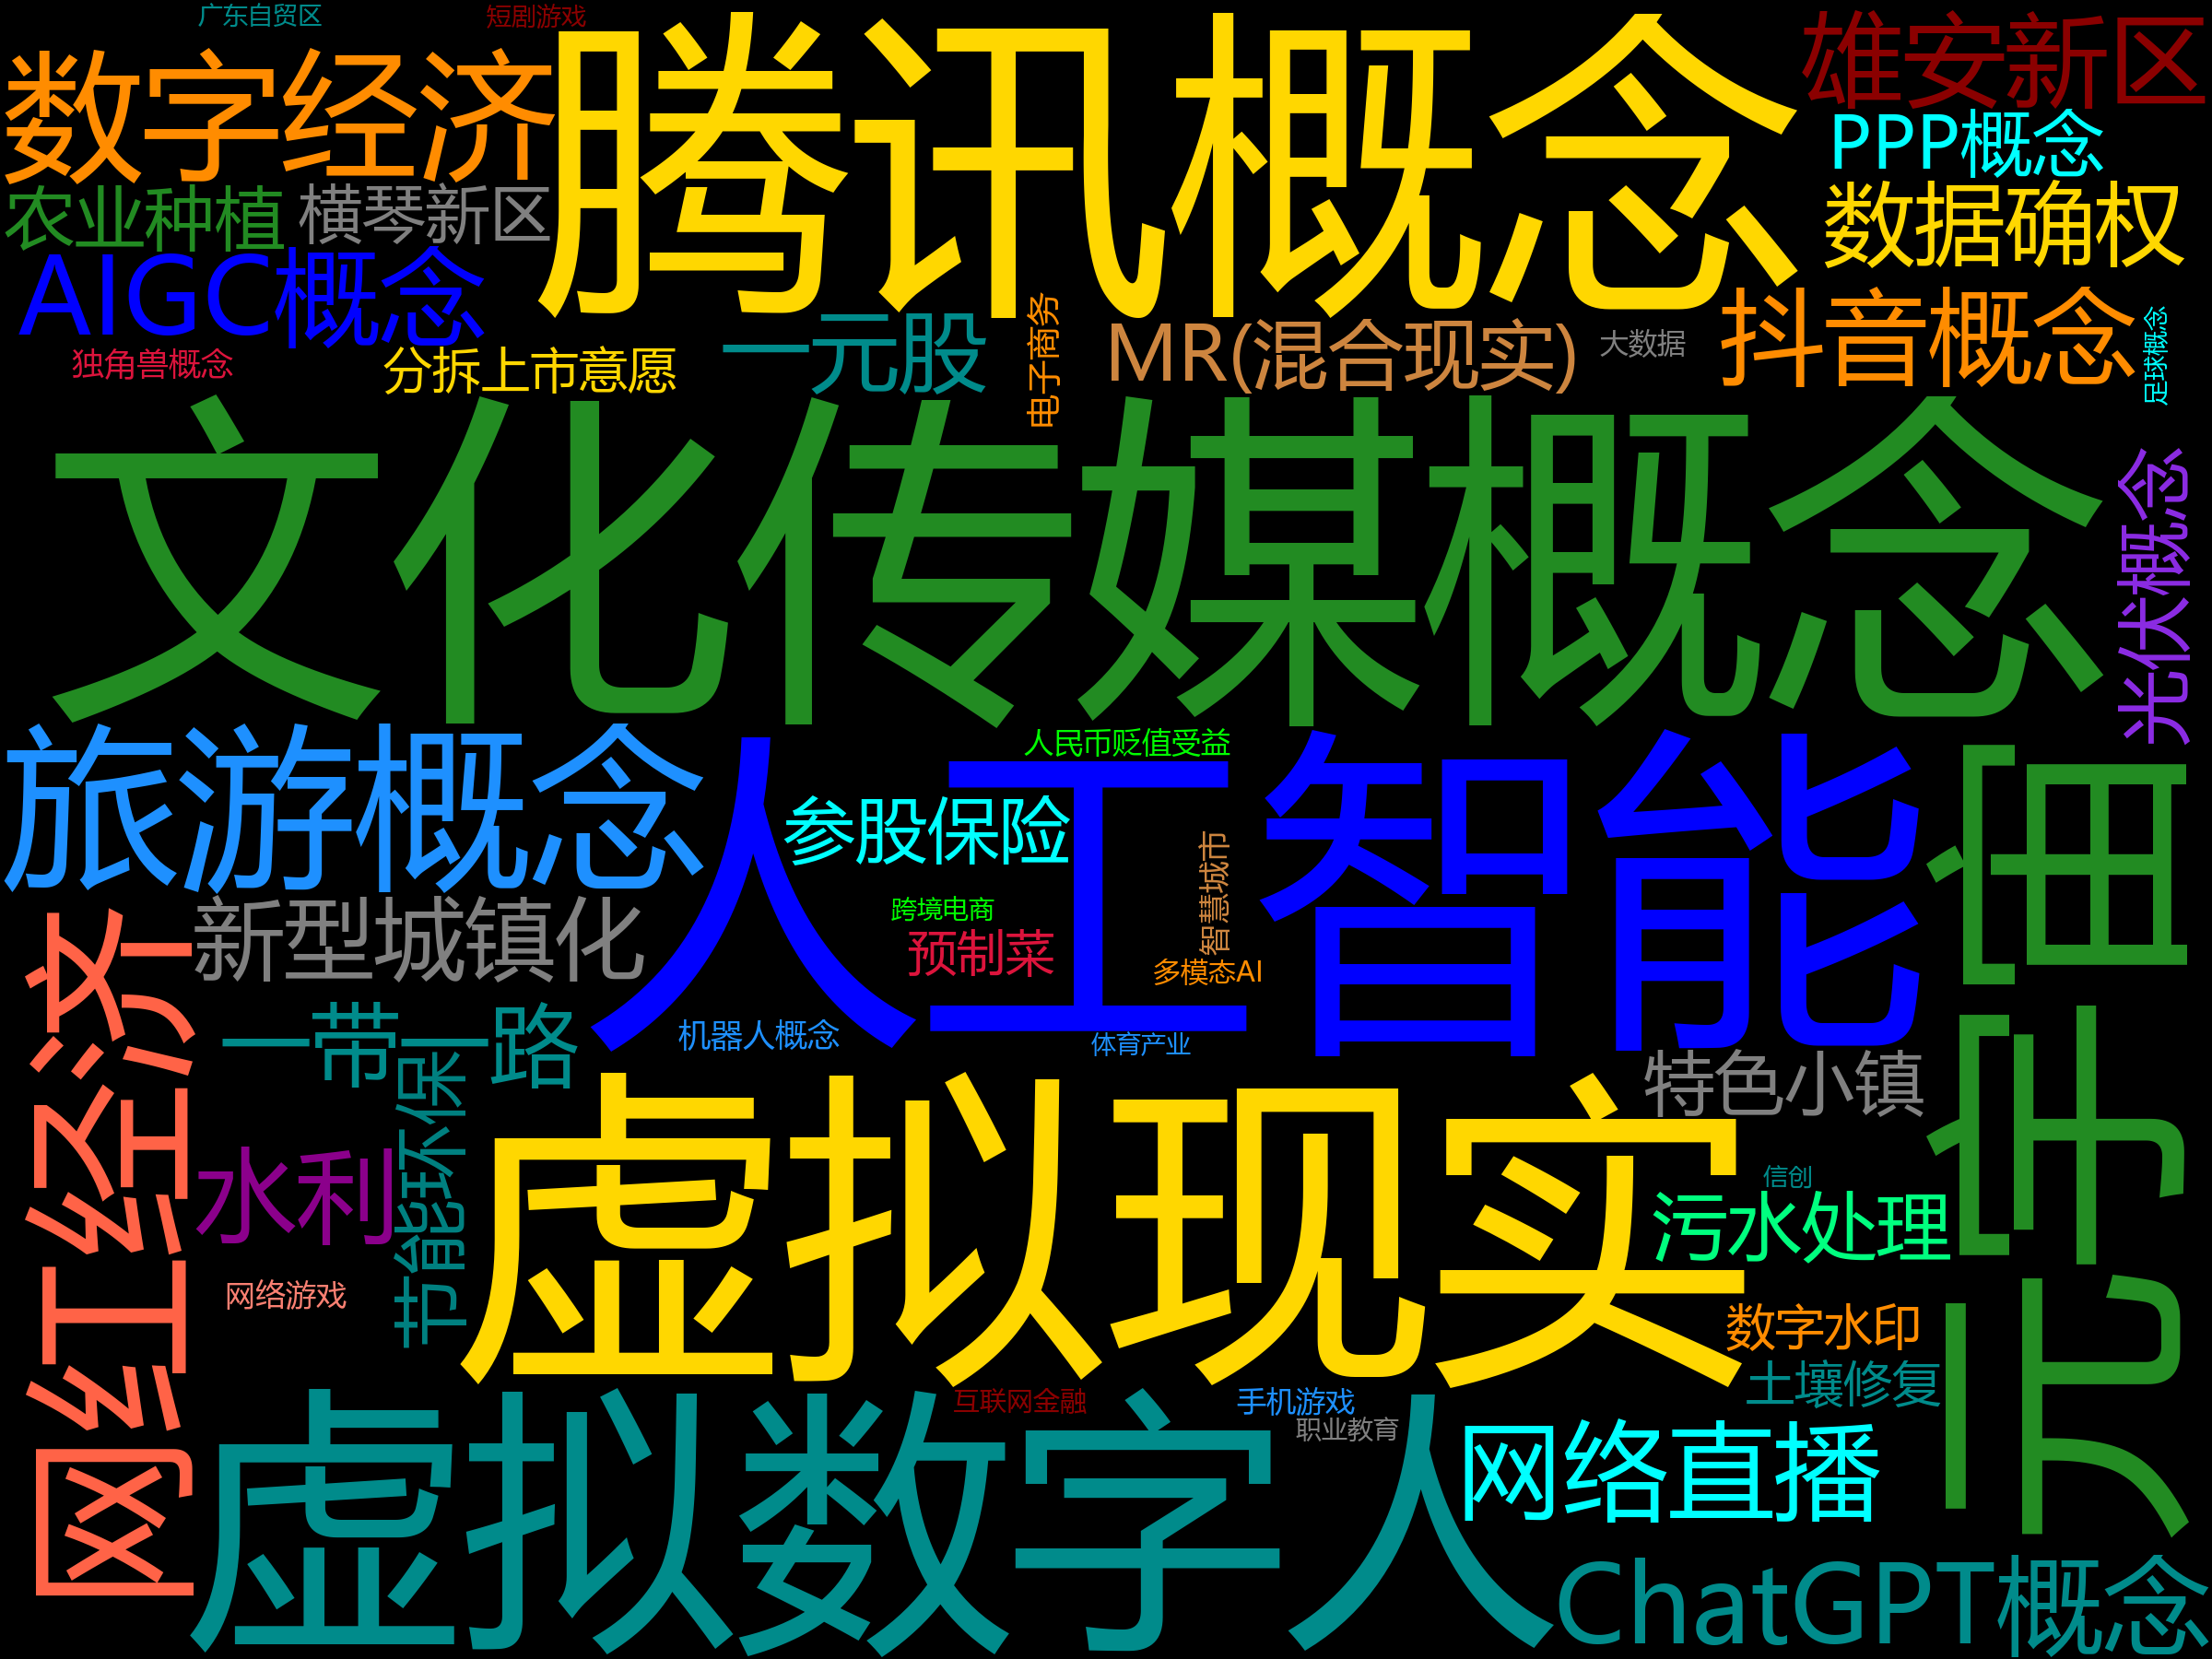 广东自贸区
短剧游戏
腾讯概念
雄安新区
数字经济
PPP概念
农业种植
横琴新区
数据确权
AIGC概念
抖音概念
独角兽概念
分拆上市意愿
一元股
电子商务
MR(混合现实)
大数据
足球概念
文化传媒概念
光伏概念
旅游概念
人民币贬值受益
人工智能
参股保险
元宇宙
智慧城市
新型城镇化
跨境电商
预制菜
多模态AI
网红经济
一带一路
机器人概念
体育产业
特色小镇
节能环保
虚拟现实
水利
信创
污水处理
网络游戏
数字水印
土壤修复
虚拟数字人
互联网金融
手机游戏
职业教育
网络直播
ChatGPT概念